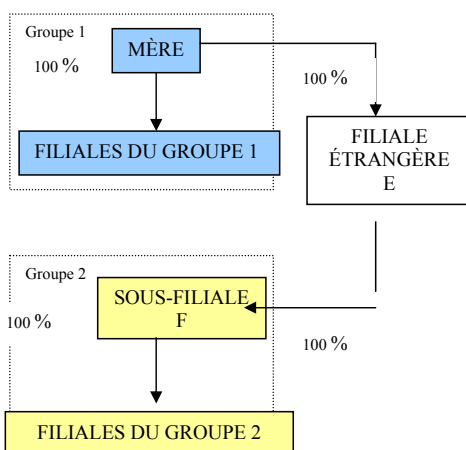 Groupe 1
MÈRE
100 %
100 %
FILIALES DU GROUPE 1
FILIALE
ÉTRANGÈRE
E
Groupe 2
SOUS-FILIALE
F
100 %
100 %
FILIALES DU GROUPE 2